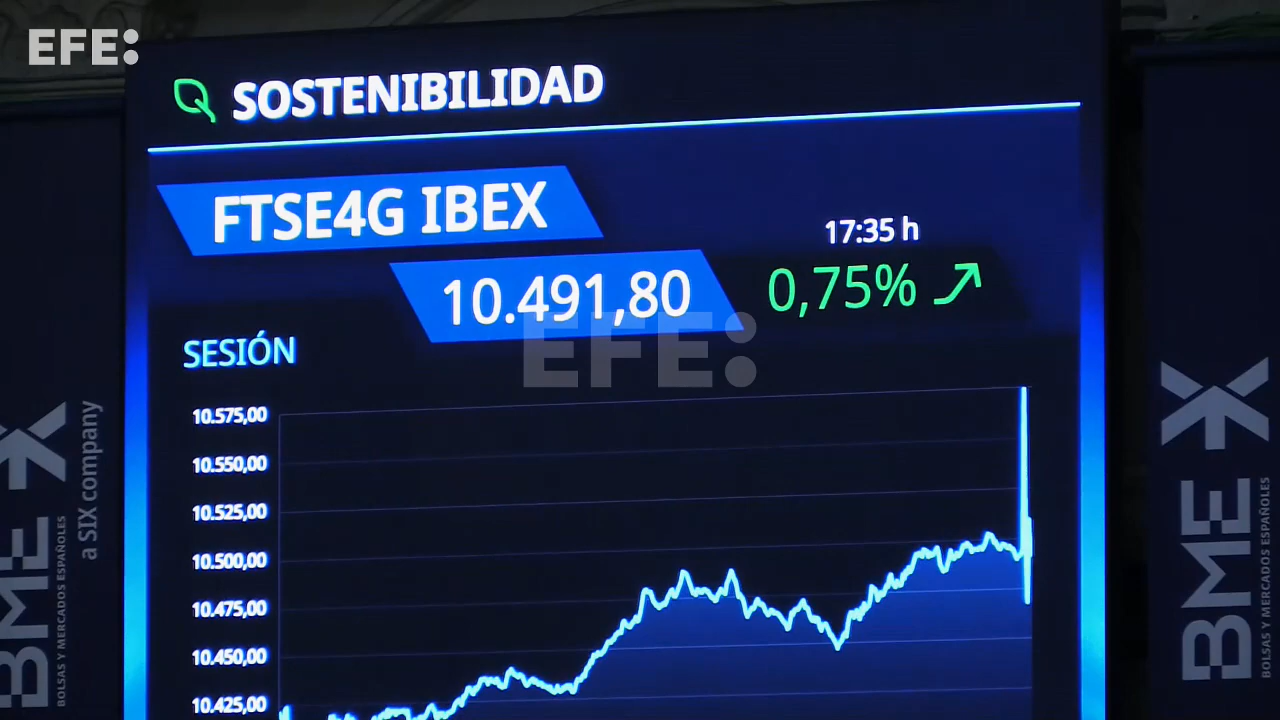 EFE:
SOSTENIBILIDAD
FTSE4G IBEX
17:35 h
10.491,80
0,75%
EFE:
SESIÓN
10.575,00
10.550,00
10.525,00
10.500,00
10.475,00
10.450,00
10.425,00
BME X
BOLSAS Y MERCADOS ESPAÑOLES
a SIX company
BME X
BOLSAS Y MERCADOS ESPAÑOLES